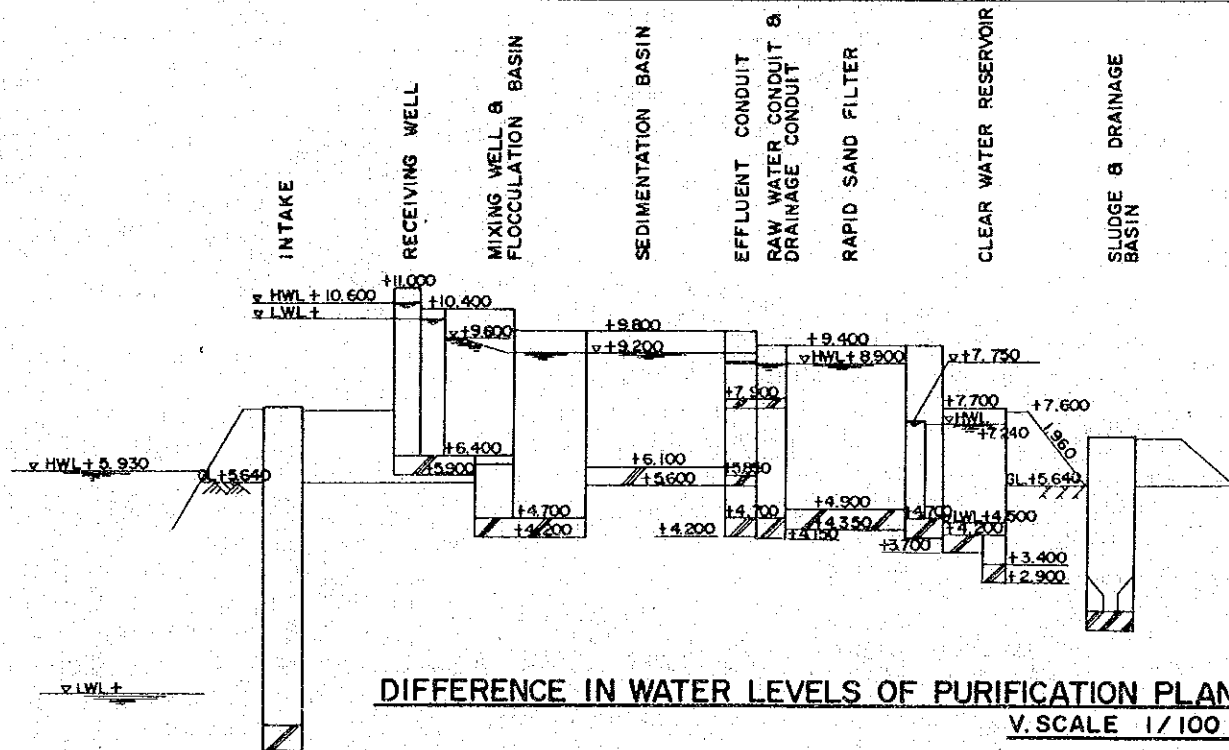 INTAKE
RECEIVING WELL
MIXING WELL &
FLOCCULATION BASIN
SEDIMENTATION BASIN
EFFLUENT CONDUIT
RAW WATER CONDUIT &
DRAINAGE CONDUIT
RAPID SAND FILTER
CLEAR WATER RESERVOIR
SLUDGE & DRAINAGE
BASIN
+11.000
HWL +10.600
+10.400
LWL +
+9.600
+9.800
+9.200
+9.400
HWL +8.900
+7.750
+7.900
+7.700
+7.600
HWL
+7.240
1.960
HWL +5.930
GL +5.640
+6.400
+5.900
+6.100
+5.600
GL +5.640
+4.700
+4.200
+4.200
+4.700
+4.150
+4.900
+4.350
+4.700
LWL +4.500
+4.200
+3.700
+3.400
+2.900
LWL +
DIFFERENCE IN WATER LEVELS OF PURIFICATION PLAN
V. SCALE 1/100